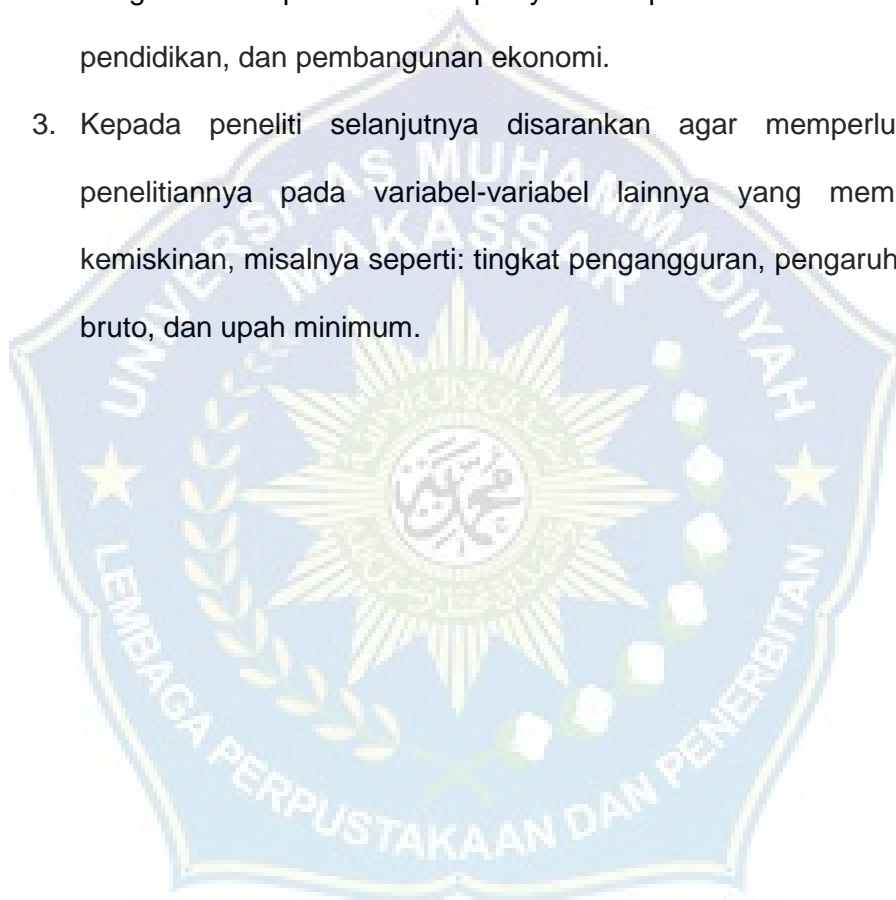 pendidikan, dan pembangunan ekonomi.
3. Kepada peneliti selanjutnya disarankan agar memperlu
penelitiannya pada variabel-variabel lainnya yang mem
kemiskinan, misalnya seperti: tingkat pengangguran, pengaruh
bruto, dan upah minimum.
UNIVERSITAS MUHAMMADIYAH
MAKASSAR
LEMBAGA PERPUSTAKAAN DAN PENERBITAN